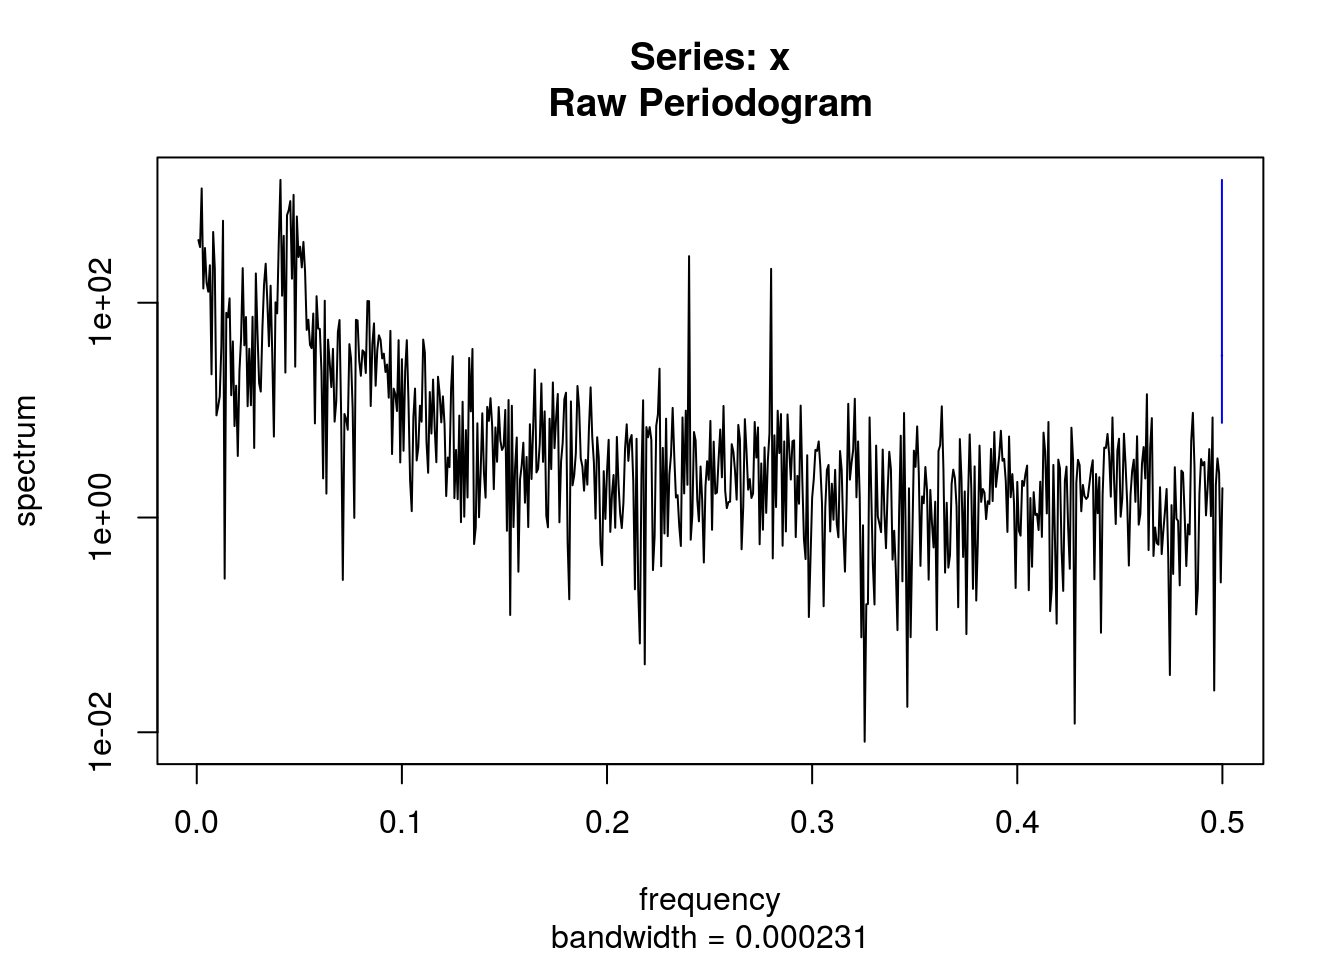 Series: x
Raw Periodogram
spectrum
1e+02
1e+00
1e-02
0.0 0.1 0.2 0.3 0.4 0.5
frequency
bandwidth = 0.000231